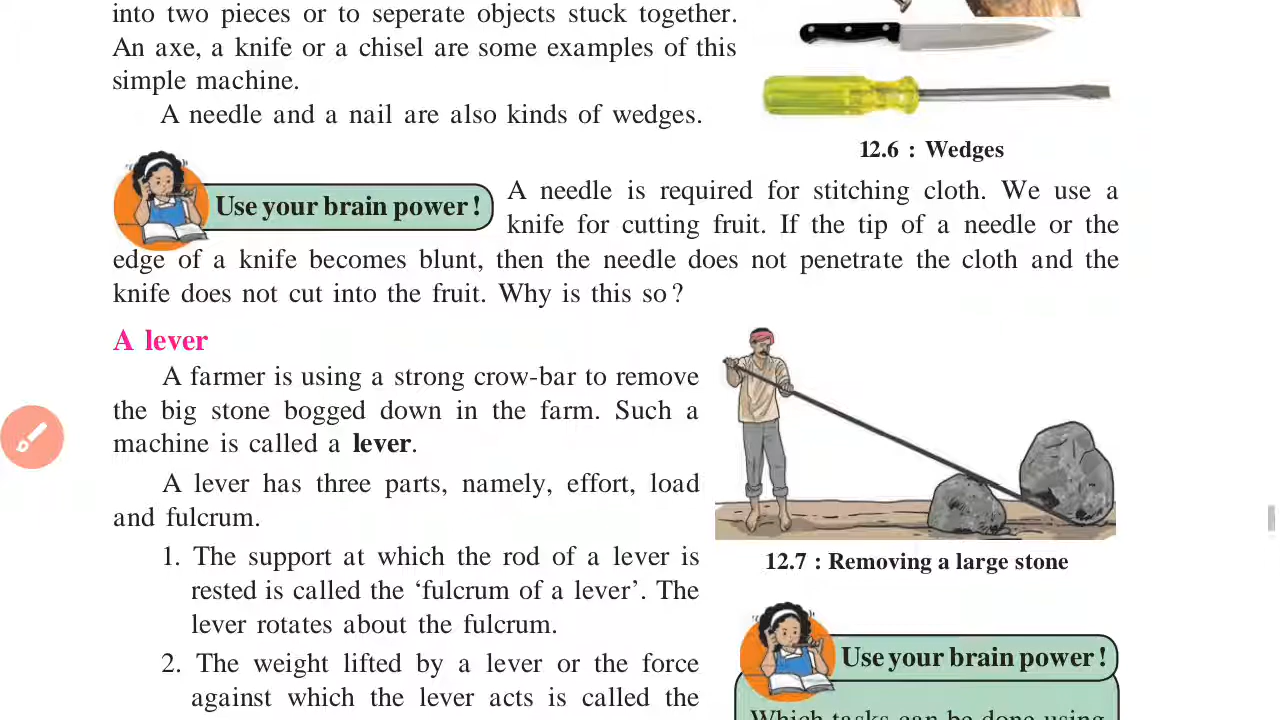 into two pieces or to seperate objects stuck together.
An axe, a knife or a chisel are some examples of this
simple machine.
A needle and a nail are also kinds of wedges.
12.6 : Wedges
Use your brain power !
A needle is required for stitching cloth. We use a
knife for cutting fruit. If the tip of a needle or the
edge of a knife becomes blunt, then the needle does not penetrate the cloth and the
knife does not cut into the fruit. Why is this so ?
A lever
A farmer is using a strong crow-bar to remove
the big stone bogged down in the farm. Such a
machine is called a lever.
A lever has three parts, namely, effort, load
and fulcrum.
1. The support at which the rod of a lever is
rested is called the ‘fulcrum of a lever’. The
lever rotates about the fulcrum.
2. The weight lifted by a lever or the force
against which the lever acts is called the
12.7 : Removing a large stone
Use your brain power !
Which tasks can be done using